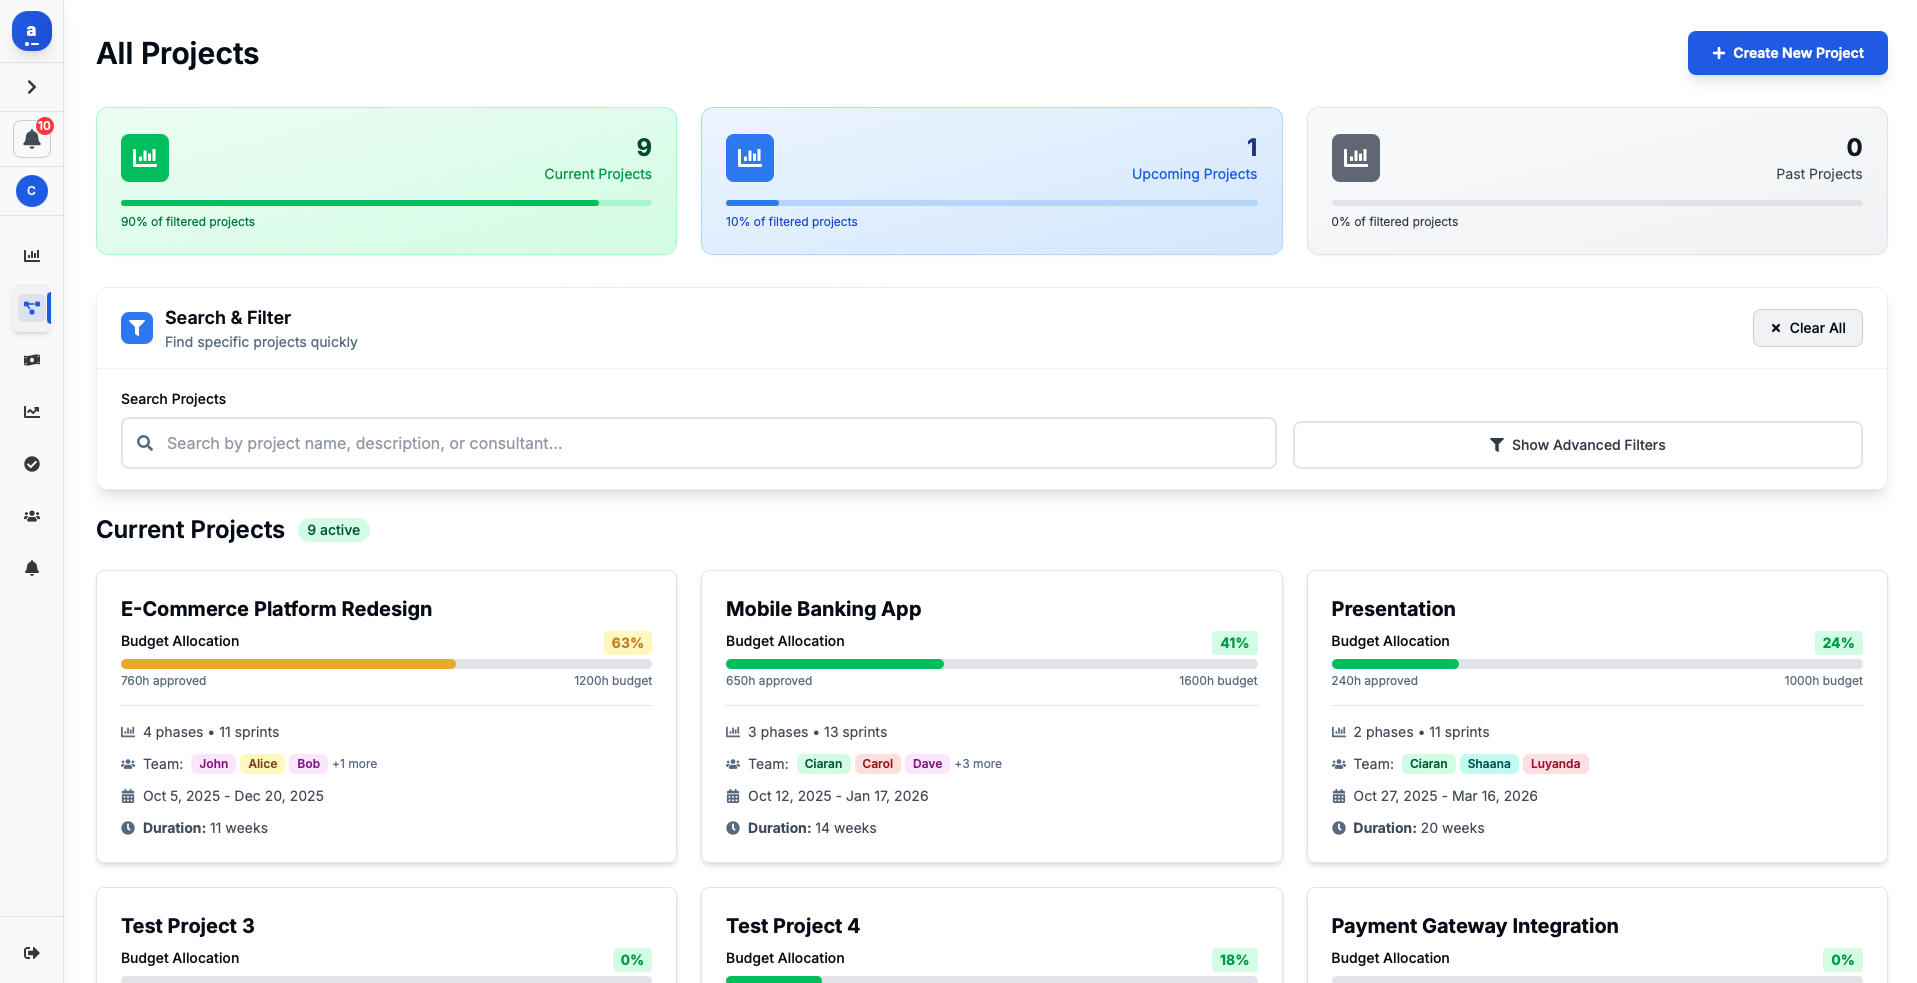 a
10
C
All Projects
+ Create New Project
9
Current Projects
90% of filtered projects
1
Upcoming Projects
10% of filtered projects
0
Past Projects
0% of filtered projects
Search & Filter
Find specific projects quickly
Clear All
Search Projects
Search by project name, description, or consultant...
Show Advanced Filters
Current Projects 9 active
E-Commerce Platform Redesign
Budget Allocation 63%
760h approved 1200h budget
4 phases • 11 sprints
Team: John Alice Bob +1 more
Oct 5, 2025 - Dec 20, 2025
Duration: 11 weeks
Mobile Banking App
Budget Allocation 41%
650h approved 1600h budget
3 phases • 13 sprints
Team: Ciaran Carol Dave +3 more
Oct 12, 2025 - Jan 17, 2026
Duration: 14 weeks
Presentation
Budget Allocation 24%
240h approved 1000h budget
2 phases • 11 sprints
Team: Ciaran Shaana Luyanda
Oct 27, 2025 - Mar 16, 2026
Duration: 20 weeks
Test Project 3
Budget Allocation 0%
Test Project 4
Budget Allocation 18%
Payment Gateway Integration
Budget Allocation 0%